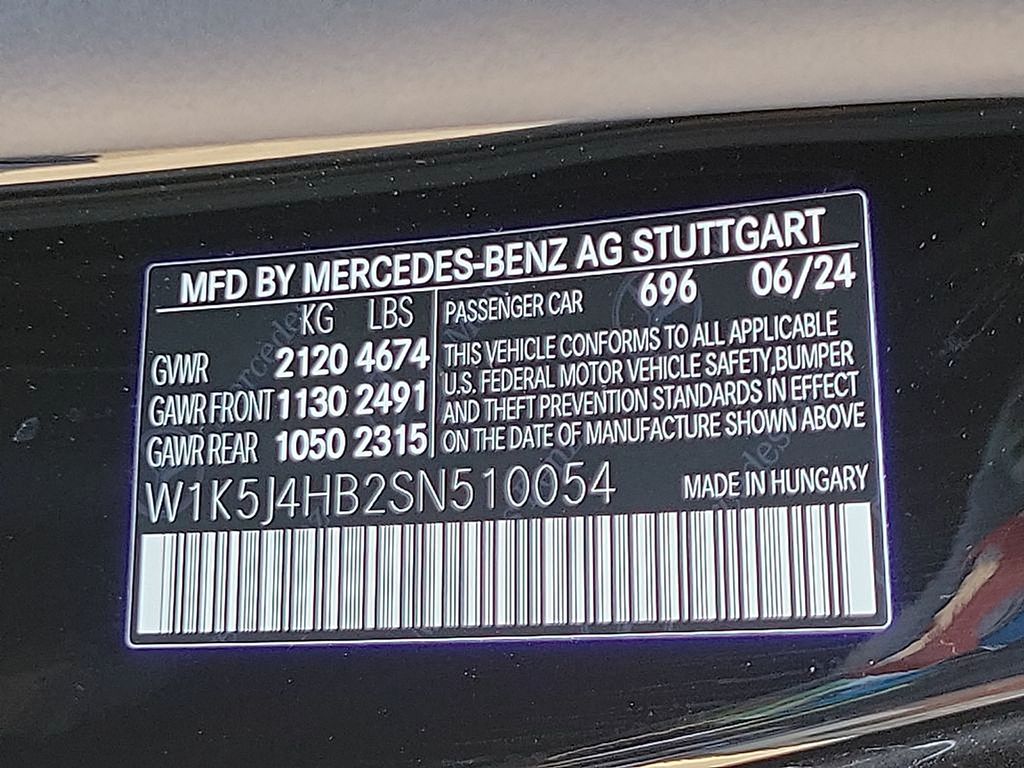 MFD BY MERCEDES-BENZ AG STUTTGART
KG LBS
GVWR 2120 4674
GAWR FRONT 1130 2491
GAWR REAR 1050 2315
PASSENGER CAR 696 06/24
THIS VEHICLE CONFORMS TO ALL APPLICABLE
U.S. FEDERAL MOTOR VEHICLE SAFETY,BUMPER
AND THEFT PREVENTION STANDARDS IN EFFECT
ON THE DATE OF MANUFACTURE SHOWN ABOVE
W1K5J4HB2SN510054
MADE IN HUNGARY